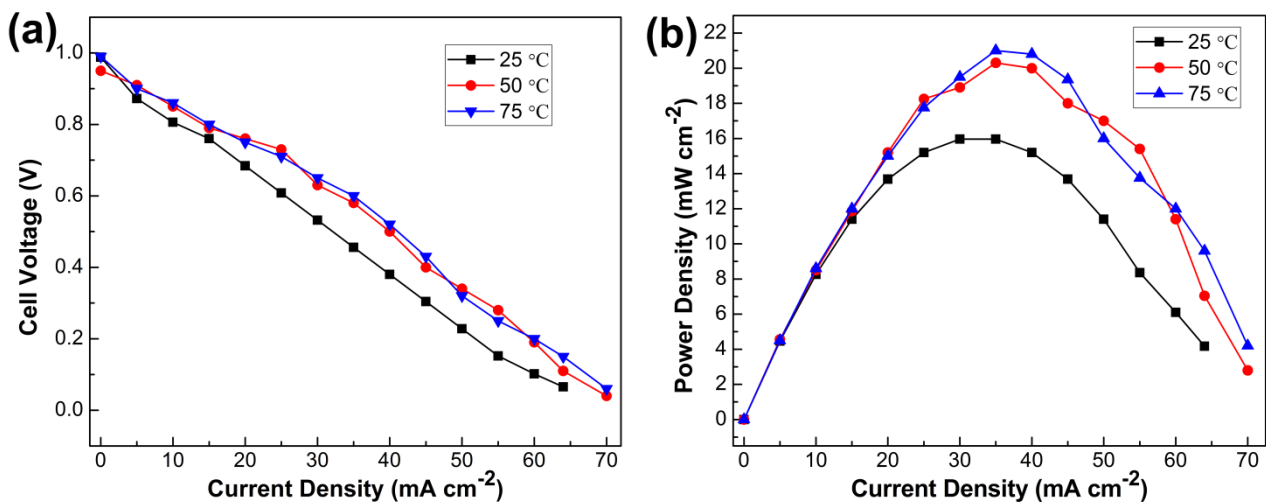 (a)
25 °C
50 °C
75 °C
1.0
0.8
0.6
0.4
0.2
0.0
Cell Voltage (V)
0 10 20 30 40 50 60 70
Current Density (mA cm-2)
(b)
25 °C
50 °C
75 °C
22
20
18
16
14
12
10
8
6
4
2
0
Power Density (mW cm-2)
0 10 20 30 40 50 60 70
Current Density (mA cm-2)